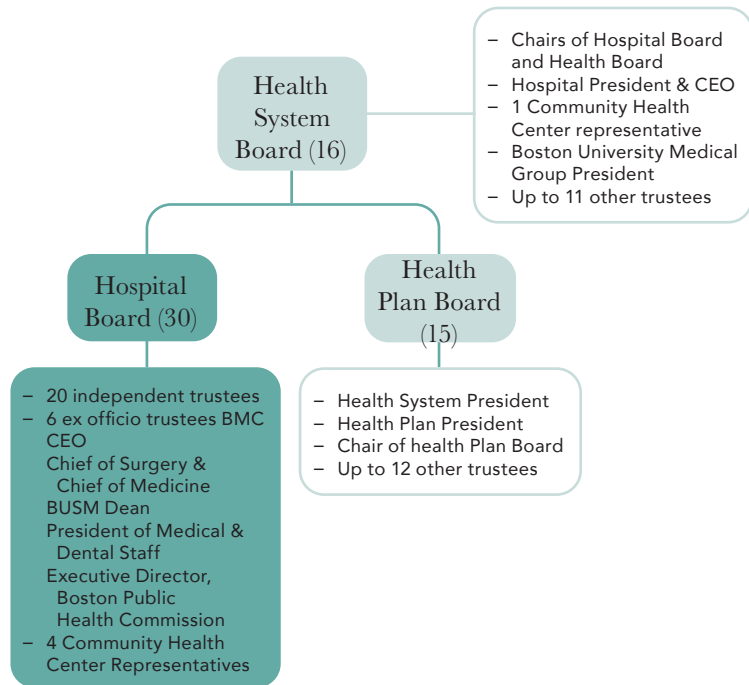 Health
System
Board (16)
– Chairs of Hospital Board
and Health Board
– Hospital President & CEO
– 1 Community Health
Center representative
– Boston University Medical
Group President
– Up to 11 other trustees
Hospital
Board (30)
– 20 independent trustees
– 6 ex officio trustees BMC
CEO
Chief of Surgery &
Chief of Medicine
BUSM Dean
President of Medical &
Dental Staff
Executive Director,
Boston Public
Health Commission
– 4 Community Health
Center Representatives
Health
Plan Board
(15)
– Health System President
– Health Plan President
– Chair of health Plan Board
– Up to 12 other trustees